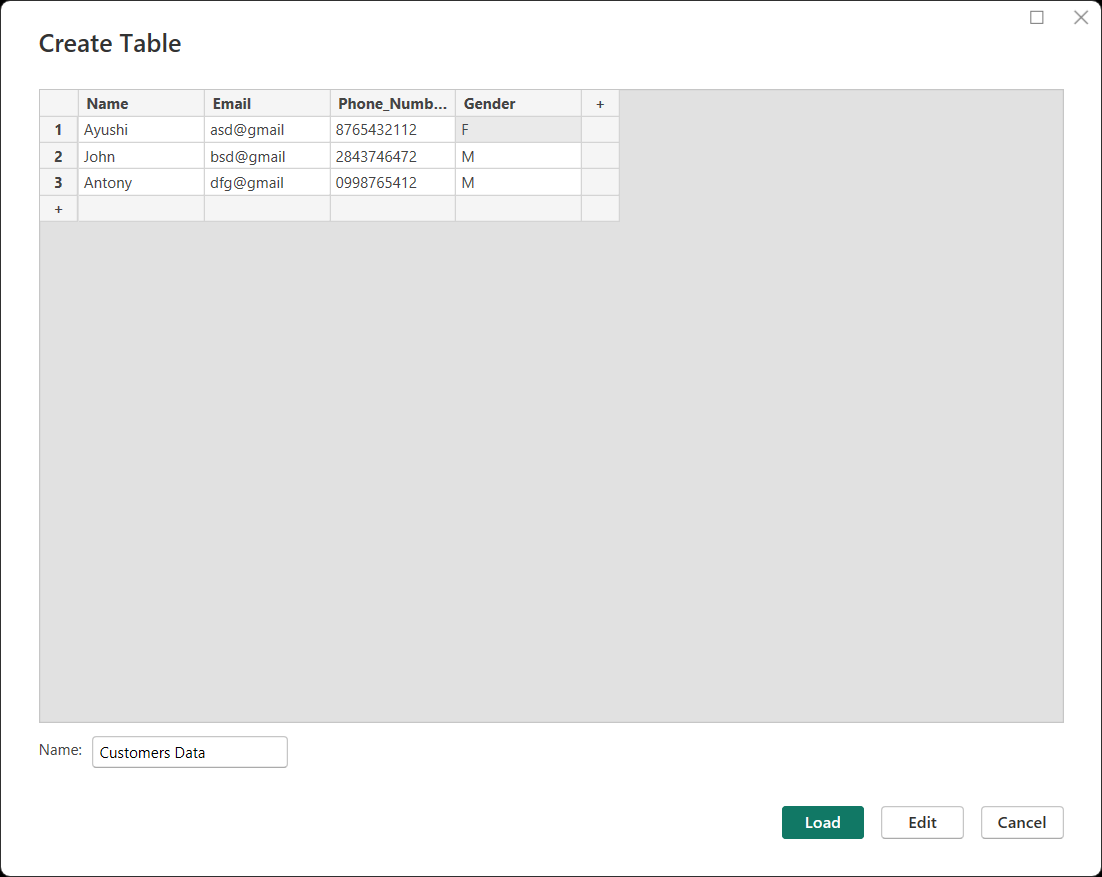 Create Table
Name Email Phone_Numb... Gender +
1 Ayushi asd@gmail 8765432112 F
2 John bsd@gmail 2843746472 M
3 Antony dfg@gmail 0998765412 M
+
Name: Customers Data
Load Edit Cancel